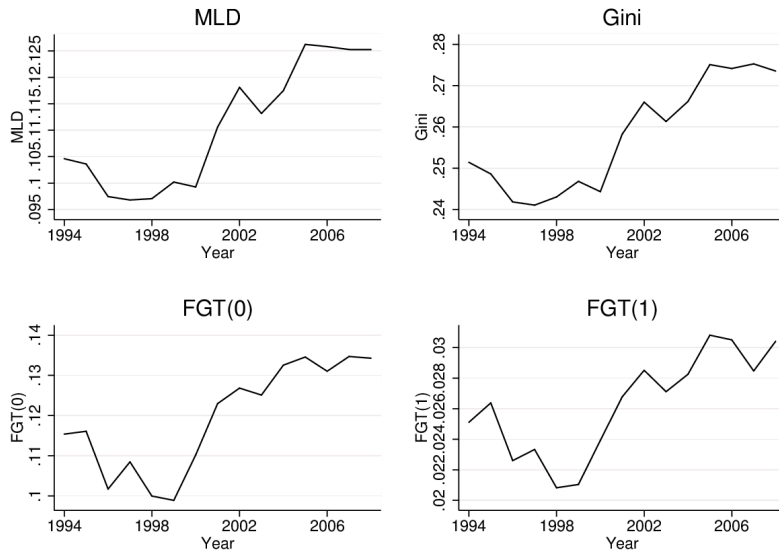 MLD
MLD
.095 .1 .105 .11 .115 .12 .125
1994 1998 2002 2006
Year
Gini
Gini
.24 .25 .26 .27 .28
1994 1998 2002 2006
Year
FGT(0)
FGT(0)
.1 .11 .12 .13 .14
1994 1998 2002 2006
Year
FGT(1)
FGT(1)
.02 .022 .024 .026 .028 .03
1994 1998 2002 2006
Year